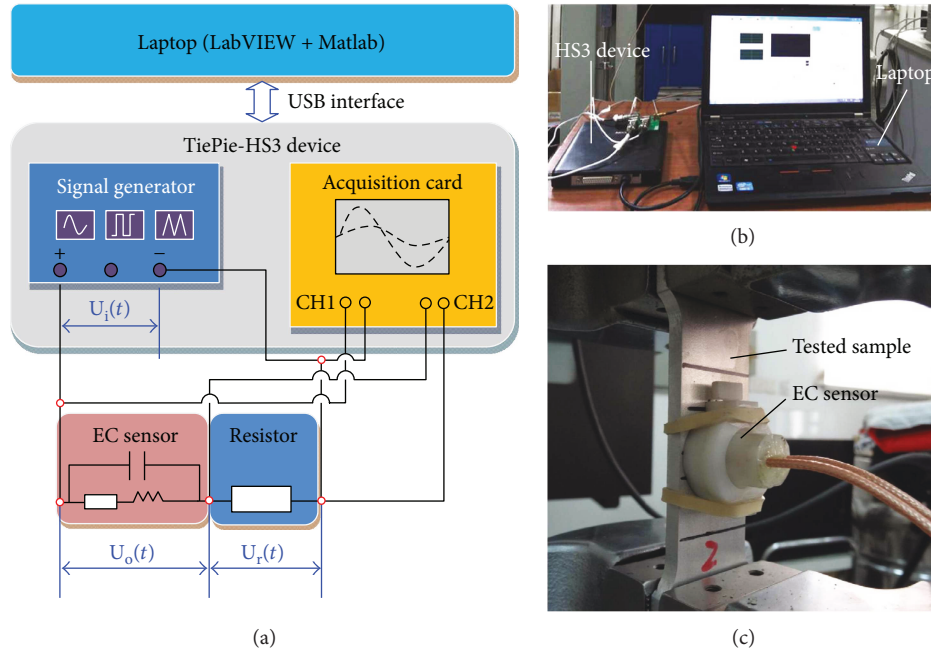 Laptop (LabVIEW + Matlab)
USB interface
TiePie-HS3 device
Signal generator
Acquisition card
+
−
CH1
CH2
Uᵢ(t)
EC sensor
Resistor
Uₒ(t)
Uᵣ(t)
(a)
HS3 device
Laptop
(b)
Tested sample
EC sensor
2
(c)